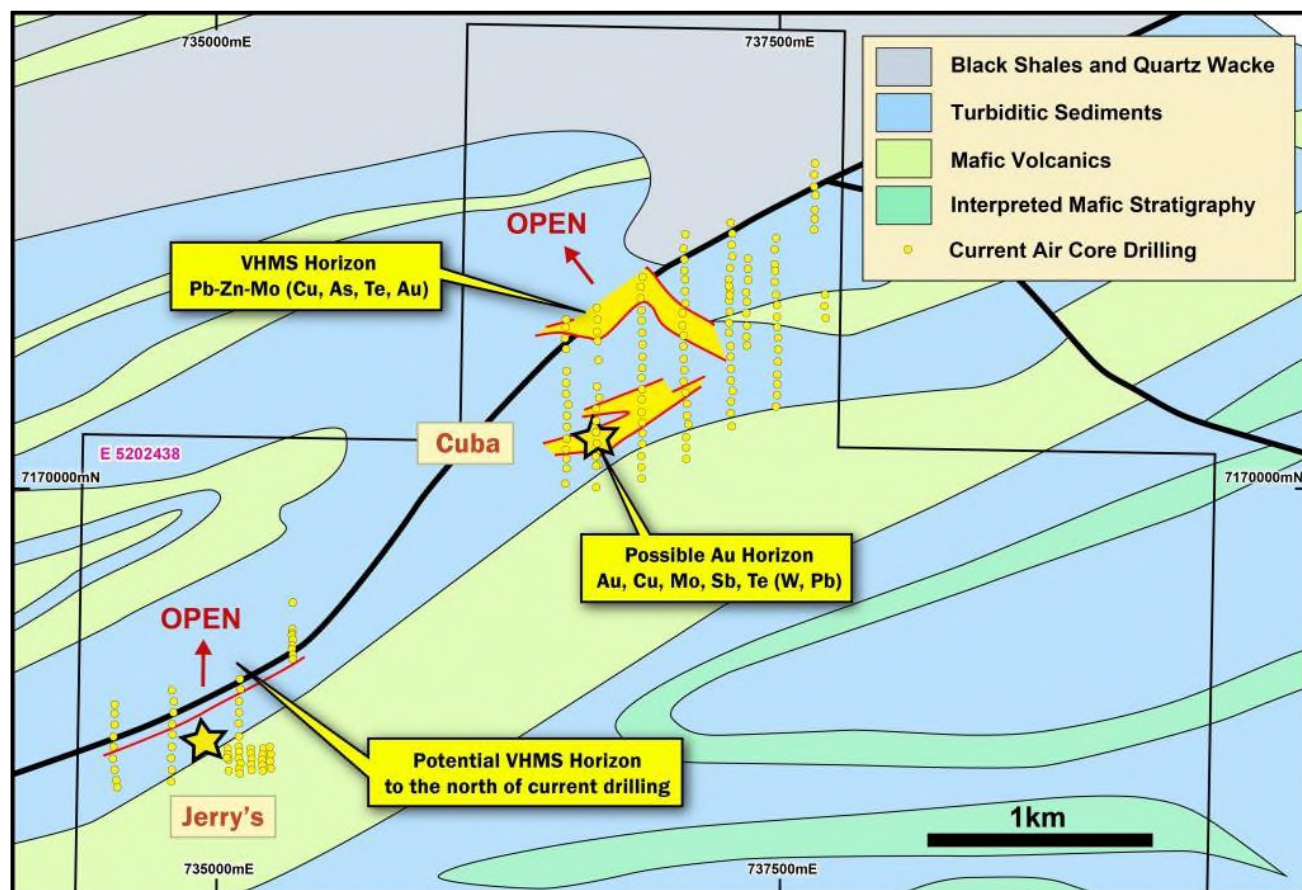 735000mE
737500mE
Black Shales and Quartz Wacke
Turbiditic Sediments
Mafic Volcanics
Interpreted Mafic Stratigraphy
Current Air Core Drilling
OPEN
VHMS Horizon
Pb-Zn-Mo (Cu, As, Te, Au)
Cuba
E 5202438
7170000mN
7170000mN
Possible Au Horizon
Au, Cu, Mo, Sb, Te (W, Pb)
OPEN
Potential VHMS Horizon
to the north of current drilling
Jerry's
1km
735000mE
737500mE